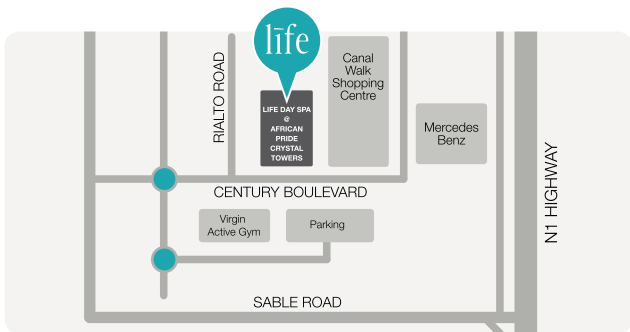 līfe
RIALTO ROAD
LIFE DAY SPA
@
AFRICAN
PRIDE
CRYSTAL
TOWERS
Canal
Walk
Shopping
Centre
Mercedes
Benz
N1 HIGHWAY
CENTURY BOULEVARD
Virgin
Active Gym
Parking
SABLE ROAD